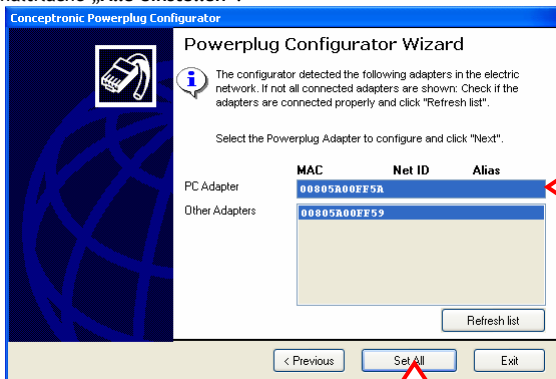 Conceptronic Powerplug Configurator
Powerplug Configurator Wizard
The configurator detected the following adapters in the electric
network. If not all connected adapters are shown: Check if the
adapters are connected properly and click "Refresh list".
Select the Powerplug Adapter to configure and click "Next".
MAC Net ID Alias
PC Adapter 00805A00FF5A
Other Adapters 00805A00FF59
Refresh list
< Previous Set All Exit